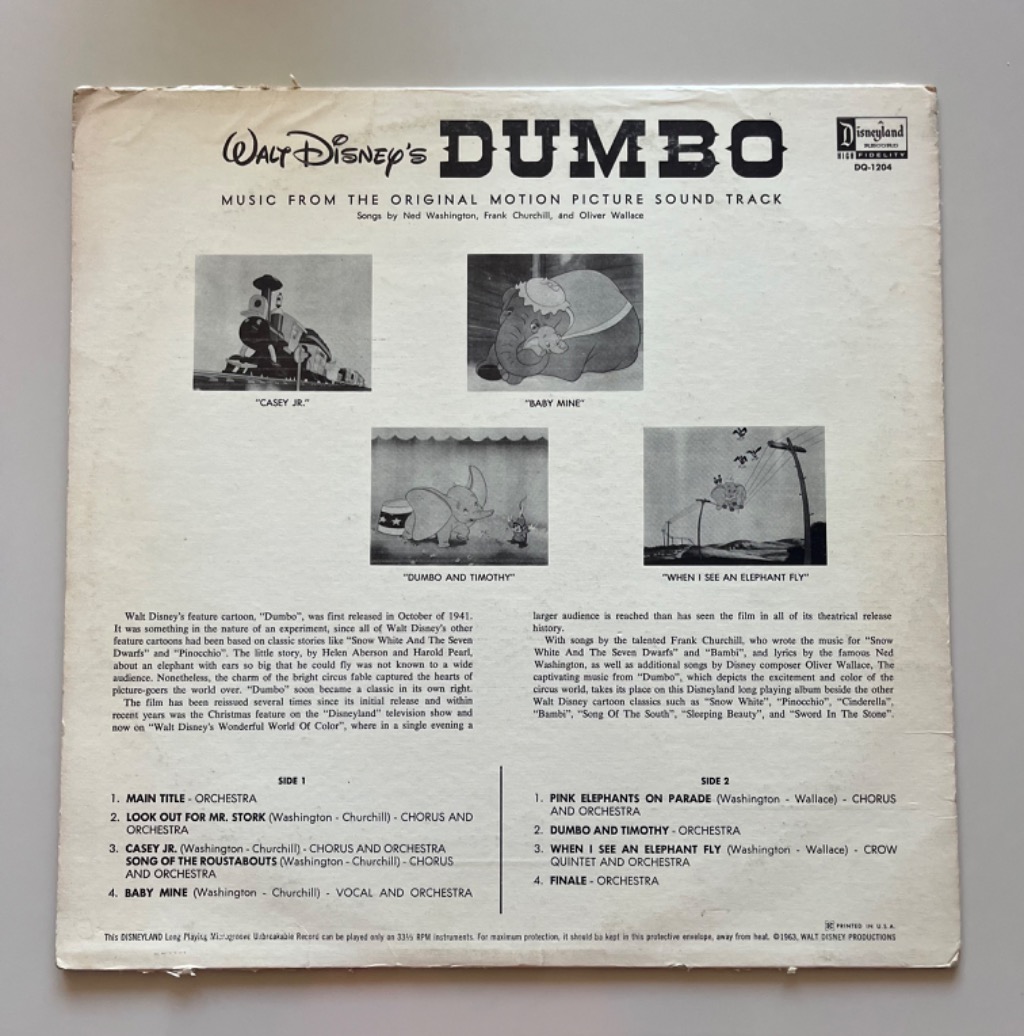 WALT DISNEY'S DUMBO
Disneyland
RECORD
HIGH FIDELITY
DQ-1204
MUSIC FROM THE ORIGINAL MOTION PICTURE SOUND TRACK
Songs by Ned Washington, Frank Churchill, and Oliver Wallace
"CASEY JR."
"BABY MINE"
"DUMBO AND TIMOTHY"
"WHEN I SEE AN ELEPHANT FLY"
Walt Disney's feature cartoon, "Dumbo", was first released in October of 1941.
It was something in the nature of an experiment, since all of Walt Disney's other
feature cartoons had been based on classic stories like "Snow White And The Seven
Dwarfs" and "Pinocchio". The little story, by Helen Aberson and Harold Pearl,
about an elephant with ears so big that he could fly was not known to a wide
audience. Nonetheless, the charm of the bright circus fable captured the hearts of
picture-goers the world over. "Dumbo" soon became a classic in its own right.
The film has been reissued several times since its initial release and within
recent years was the Christmas feature on the "Disneyland" television show and
now on "Walt Disney's Wonderful World Of Color", where in a single evening a
larger audience is reached than has seen the film in all of its theatrical release
history.
With songs by the talented Frank Churchill, who wrote the music for "Snow
White And The Seven Dwarfs" and "Bambi", and lyrics by the famous Ned
Washington, as well as additional songs by Disney composer Oliver Wallace, The
captivating music from "Dumbo", which depicts the excitement and color of the
circus world, takes its place on this Disneyland long playing album beside the other
Walt Disney cartoon classics such as "Snow White", "Pinocchio", "Cinderella",
"Bambi", "Song Of The South", "Sleeping Beauty", and "Sword In The Stone".
SIDE 1
1. MAIN TITLE - ORCHESTRA
2. LOOK OUT FOR MR. STORK (Washington - Churchill) - CHORUS AND
ORCHESTRA
3. CASEY JR. (Washington - Churchill) - CHORUS AND ORCHESTRA
SONG OF THE ROUSTABOUTS (Washington - Churchill) - CHORUS
AND ORCHESTRA
4. BABY MINE (Washington - Churchill) - VOCAL AND ORCHESTRA
SIDE 2
1. PINK ELEPHANTS ON PARADE (Washington - Wallace) - CHORUS
AND ORCHESTRA
2. DUMBO AND TIMOTHY - ORCHESTRA
3. WHEN I SEE AN ELEPHANT FLY (Washington - Wallace) - CROW
QUINTET AND ORCHESTRA
4. FINALE - ORCHESTRA
PRINTED IN U.S.A.
This DISNEYLAND Long Playing Microgroove Unbreakable Record can be played only on 33⅓ RPM instruments. For maximum protection, it should be kept in this protective envelope, away from heat. ©1963, WALT DISNEY PRODUCTIONS